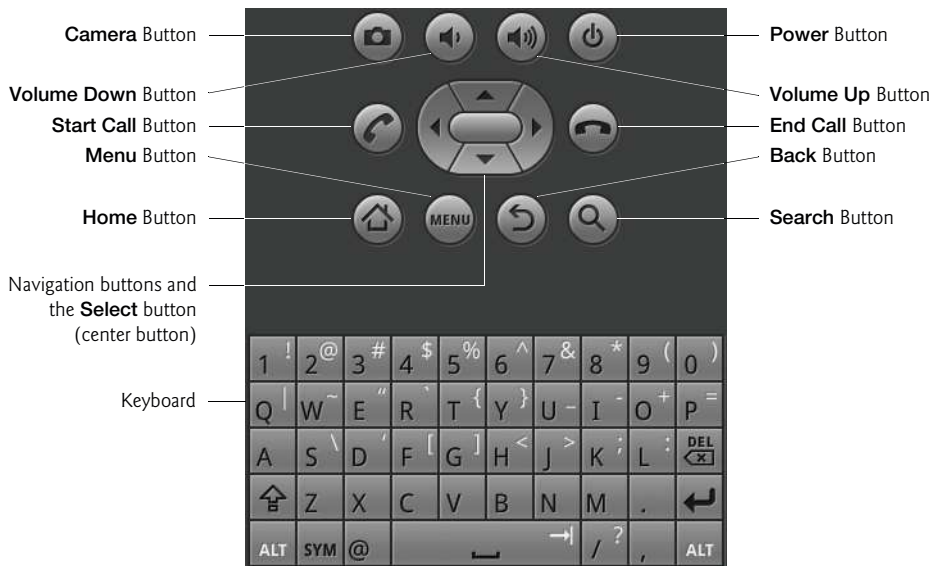 Camera Button
Power Button
Volume Down Button
Volume Up Button
Start Call Button
End Call Button
Menu Button
Back Button
Home Button
MENU
Search Button
Navigation buttons and
the Select button
(center button)
Keyboard
1 ! 2 @ 3 # 4 $ 5 % 6 ^ 7 & 8 * 9 ( 0 )
Q | W ~ E " R ` T { Y } U _ I - O + P =
A S \ D ' F [ G ] H < J > K ; L : DEL
Z X C V B N M .
ALT SYM @ / ? , ALT